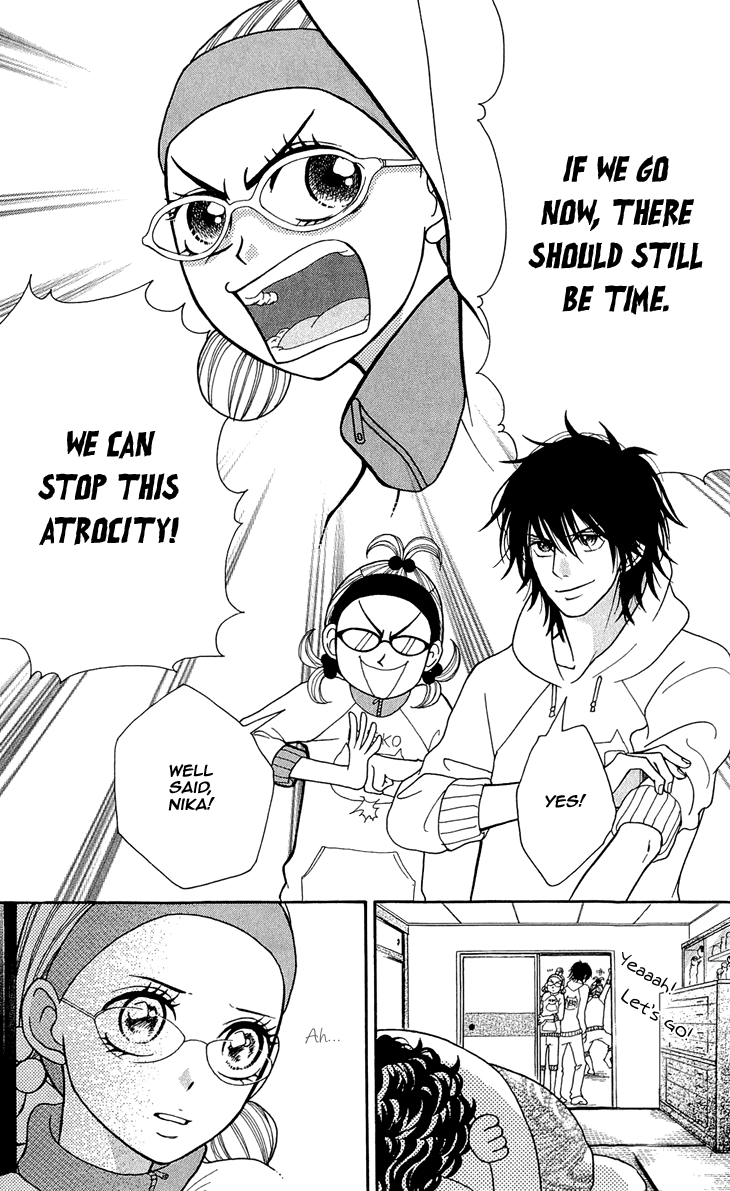 IF WE GO
NOW, THERE
SHOULD STILL
BE TIME.
WE CAN
STOP THIS
ATROCITY!
WELL
SAID,
NIKA!
YES!
KO
Ah...
Yeaaah!
Let's GO!